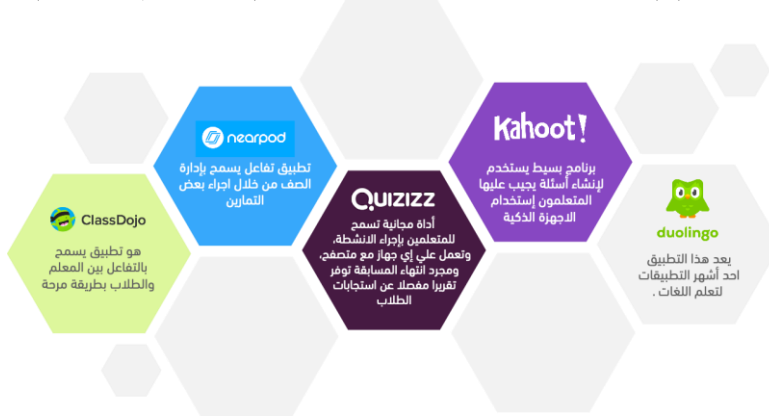 Kahoot!
برنامج بسيط يستخدم
لإنشاء أسئلة يجيب عليها
المتعلمون إستخدام
الاجهزة الذكية
nearpod
تطبيق تفاعل يسمح بإدارة
الصف من خلال اجراء بعض
التمارين
duolingo
يعد هذا التطبيق
احد أشهر التطبيقات
لتعلم اللغات .
QUIZIZZ
أداة مجانية تسمح
للمتعلمين بإجراء الانشطة،
وتعمل علي إي جهاز مع متصفح،
ومجرد انتهاء المسابقة توفر
تقريرا مفصلا عن استجابات
الطلاب
ClassDojo
هو تطبيق يسمح
بالتفاعل بين المعلم
والطلاب بطريقة مرحة